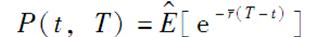 P(t, T) = Ê[e^{-r̄(T-t)}]